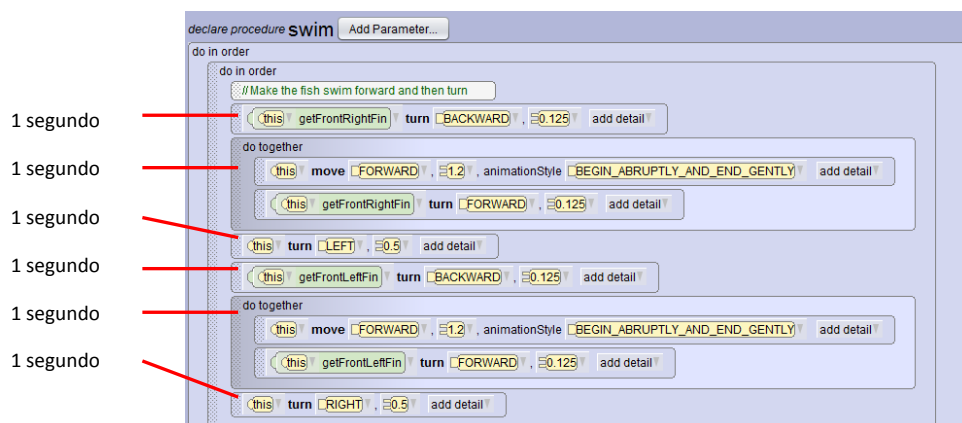 declare procedure swim Add Parameter...
do in order
do in order
// Make the fish swim forward and then turn
1 segundo
this getFrontRightFin turn BACKWARD , 0.125 add detail
do together
1 segundo
this move FORWARD , 1.2 , animationStyle BEGIN_ABRUPTLY_AND_END_GENTLY add detail
this getFrontRightFin turn FORWARD , 0.125 add detail
1 segundo
this turn LEFT , 0.5 add detail
1 segundo
this getFrontLeftFin turn BACKWARD , 0.125 add detail
do together
1 segundo
this move FORWARD , 1.2 , animationStyle BEGIN_ABRUPTLY_AND_END_GENTLY add detail
this getFrontLeftFin turn FORWARD , 0.125 add detail
1 segundo
this turn RIGHT , 0.5 add detail